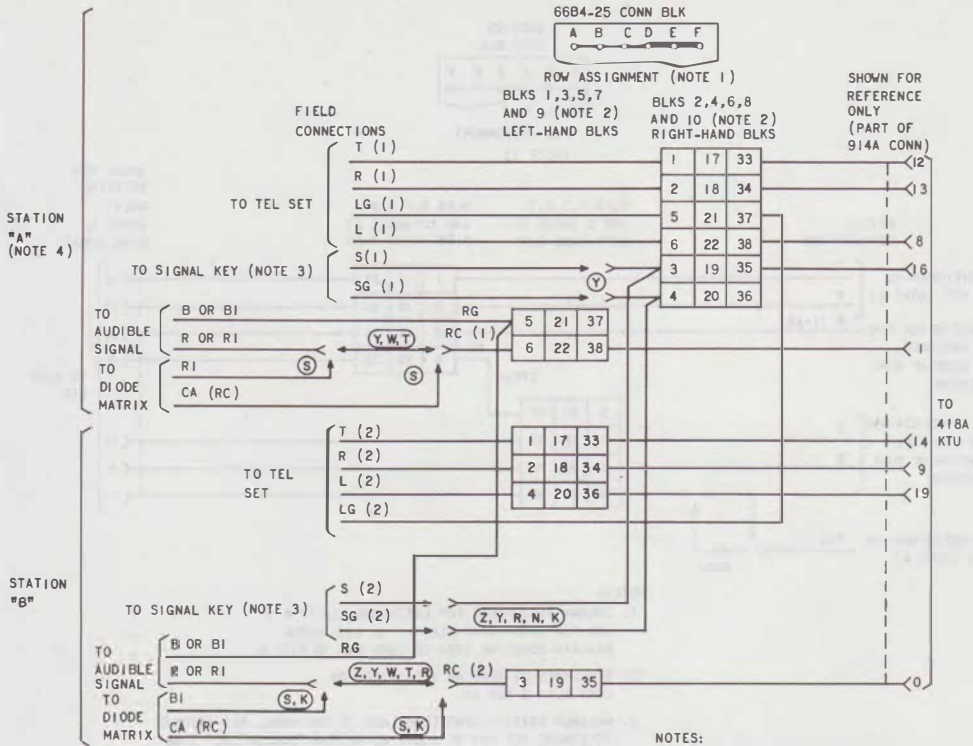 66B4-25 CONN BLK
A B C D E F
ROW ASSIGNMENT (NOTE 1)
BLKS 1,3,5,7
AND 9 (NOTE 2)
LEFT-HAND BLKS
BLKS 2,4,6,8
AND 10 (NOTE 2)
RIGHT-HAND BLKS
SHOWN FOR
REFERENCE
ONLY
(PART OF
914A CONN)
FIELD
CONNECTIONS
STATION
"A"
(NOTE 4)
TO TEL SET
T (1)
R (1)
LG (1)
L (1)
1 17 33
2 18 34
5 21 37
6 22 38
3 19 35
4 20 36
12
13
8
16
TO SIGNAL KEY (NOTE 3)
S(1)
SG (1)
Y
TO
AUDIBLE
SIGNAL
B OR BI
R OR RI
RG
Y,W,T
RC (1)
5 21 37
6 22 38
1
S
S
TO
DIODE
MATRIX
RI
CA (RC)
TO
418A
KTU
STATION
"B"
TO TEL
SET
T (2)
R (2)
L (2)
LG (2)
1 17 33
2 18 34
4 20 36
14
9
19
TO SIGNAL KEY (NOTE 3)
S (2)
SG (2)
Z,Y,R,N,K
TO
AUDIBLE
SIGNAL
B OR BI
R OR RI
RG
Z,Y,W,T,R
RC (2)
3 19 35
0
TO
DIODE
MATRIX
BI
CA (RC)
S,K
S,K
NOTES: